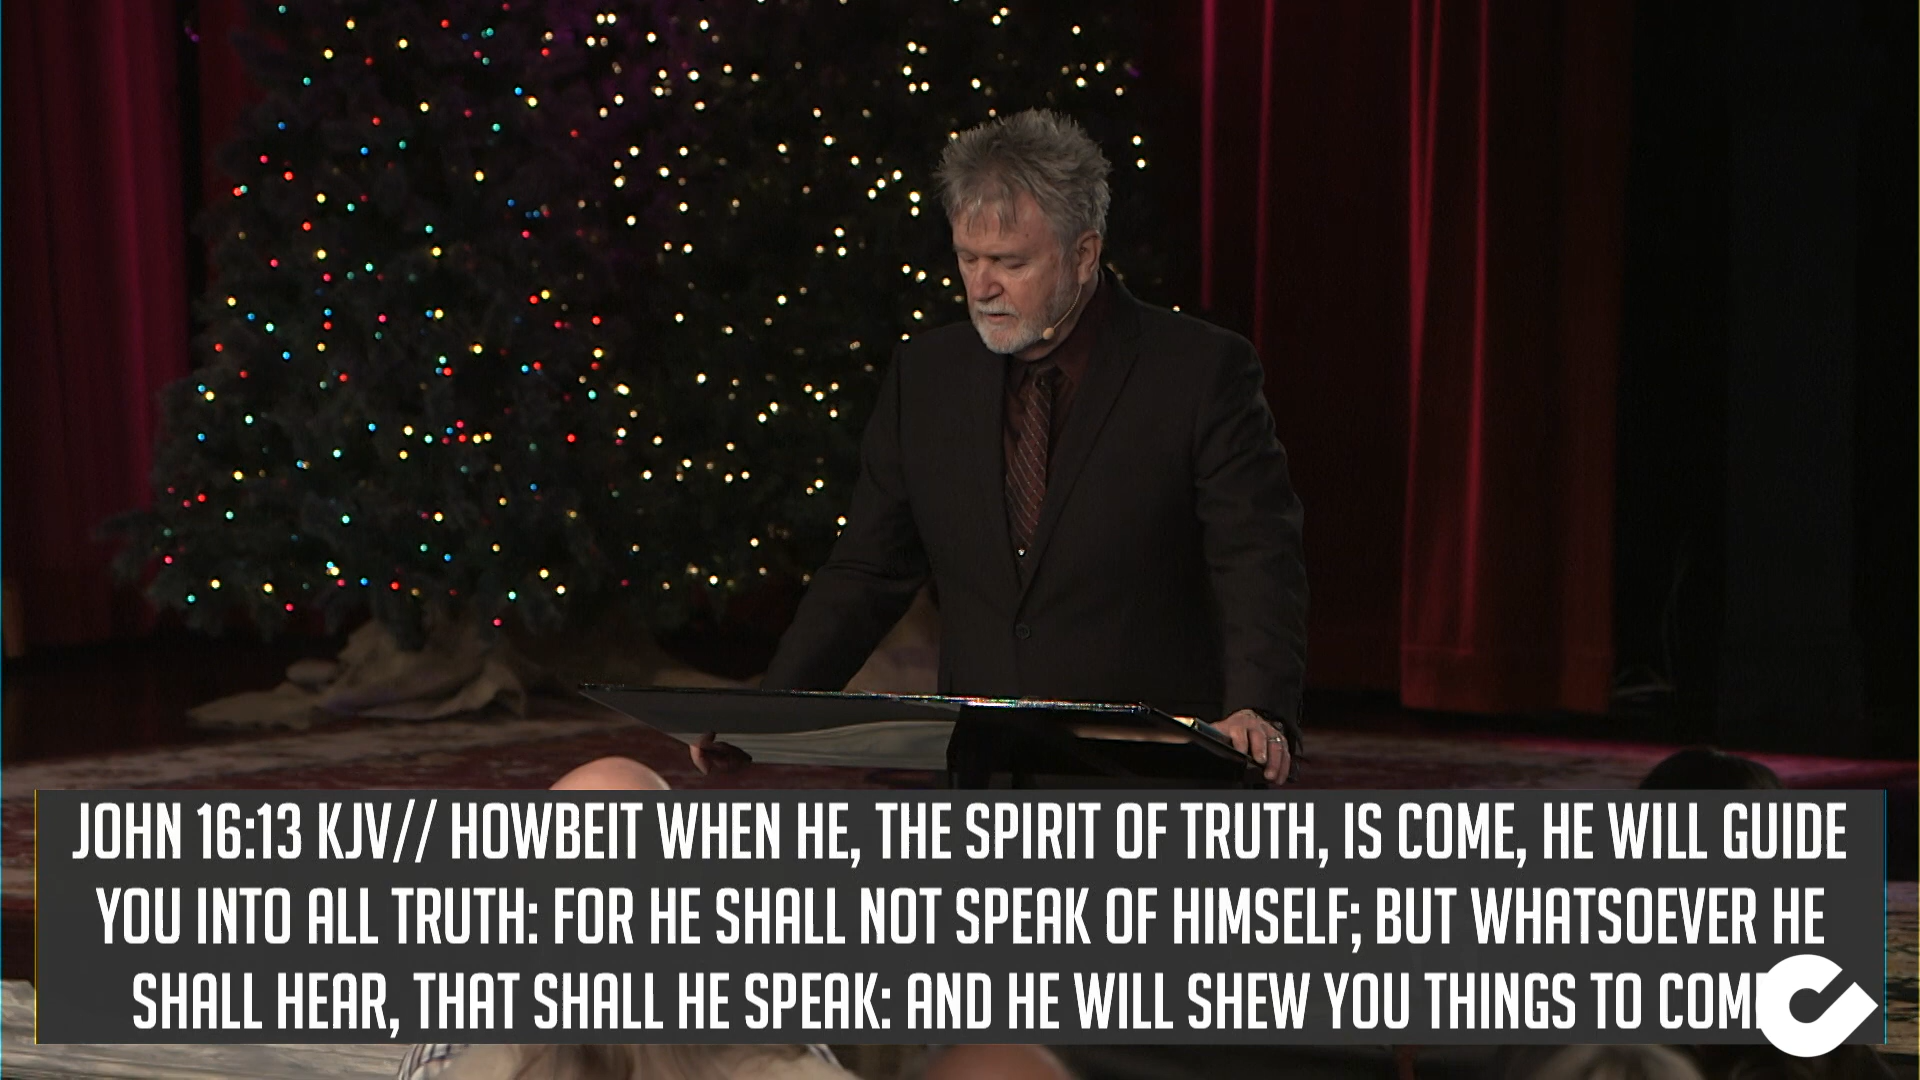 JOHN 16:13 KJV// HOWBEIT WHEN HE, THE SPIRIT OF TRUTH, IS COME, HE WILL GUIDE
YOU INTO ALL TRUTH: FOR HE SHALL NOT SPEAK OF HIMSELF; BUT WHATSOEVER HE
SHALL HEAR, THAT SHALL HE SPEAK: AND HE WILL SHEW YOU THINGS TO COME